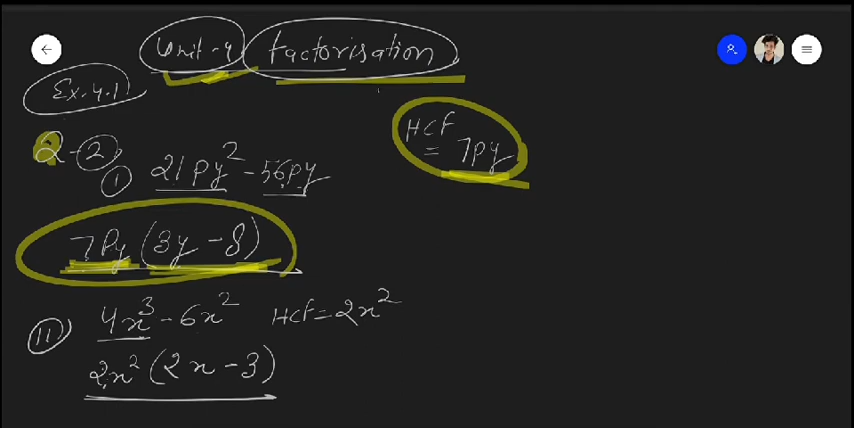 Unit-4 Factorisation
Ex.4.1
HCF
= 7py
Q-2
① 21py² - 56py
7Py (3y - 8)
ⓘⓘ 4x³ - 6x² HCF = 2x²
2x² (2x - 3)